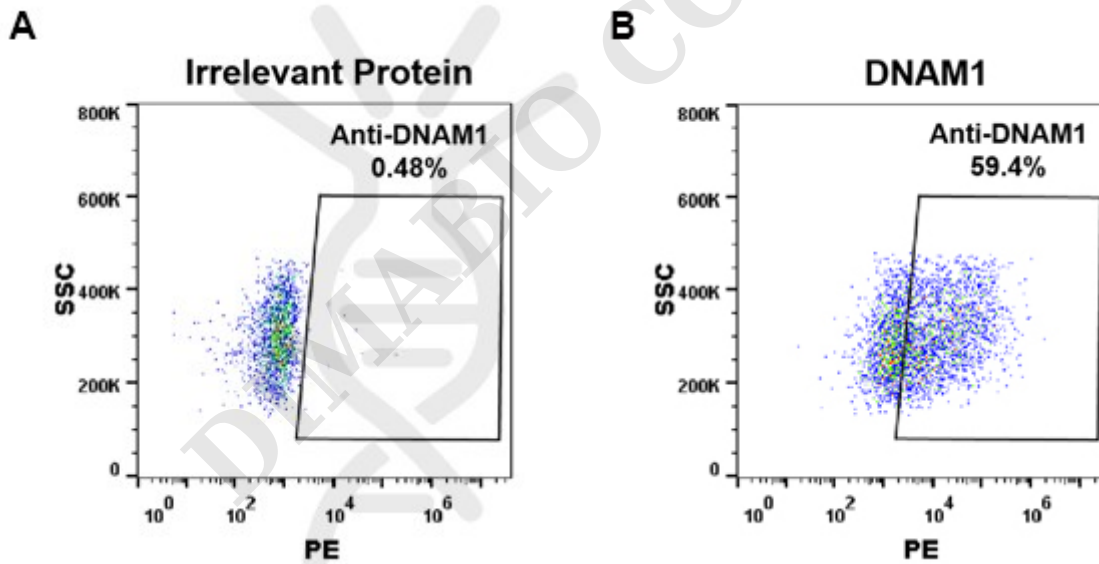 A
Irrelevant Protein
800K
600K
400K
200K
0
SSC
Anti-DNAM1
0.48%
10^0 10^2 10^4 10^6
PE
B
DNAM1
800K
600K
400K
200K
0
SSC
Anti-DNAM1
59.4%
10^0 10^2 10^4 10^6
PE
DIMABIO CO